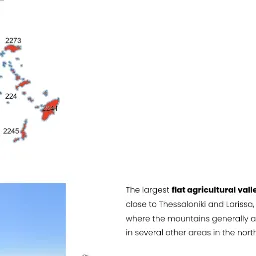 2273
224
2241
2245
The largest flat agricultural valle
close to Thessaloniki and Larissa,
where the mountains generally a
in several other areas in the north